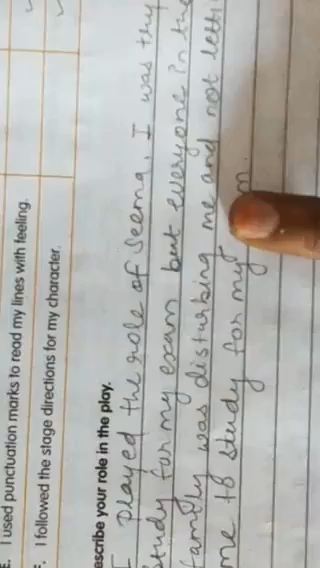 E. I used punctuation marks to read my lines with feeling.
F. I followed the stage directions for my character.
escribe your role in the play.
I played the role of Seema. I was try
study for my exam but everyone in the
family was disturbing me and not letti
me to study for my